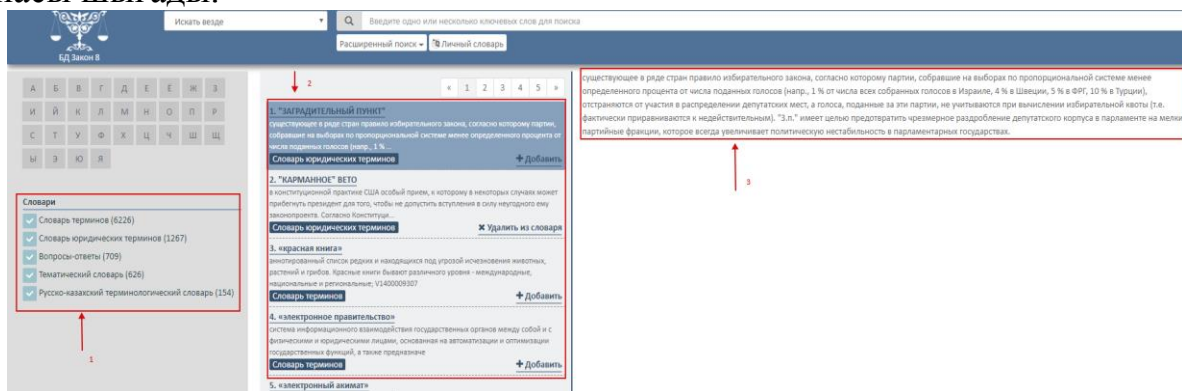 насы шығады.
Искать везде
Введите одно или несколько ключевых слов для поиска
Расширенный поиск
Личный словарь
БД Закон 8
А Б В Г Д Е Ё Ж З
И Й К Л М Н О П Р
С Т У Ф Х Ц Ч Ш Щ
Ы Э Ю Я
Словари
Словарь терминов (6226)
Словарь юридических терминов (1267)
Вопросы-ответы (709)
Тематический словарь (626)
Русско-казахский терминологический словарь (154)
1
2
« 1 2 3 4 5 »
1. "ЗАГРАДИТЕЛЬНЫЙ ПУНКТ"
существующее в ряде стран правило избирательного закона, согласно которому партии,
собравшие на выборах по пропорциональной системе менее определенного процента от
числа поданных голосов (напр., 1 % ...
Словарь юридических терминов
+ Добавить
2. "КАРМАННОЕ" ВЕТО
в конституционной практике США особый прием, к которому в некоторых случаях может
прибегнуть президент для того, чтобы не допустить вступления в силу неугодного ему
законопроекта. Согласно Конституци...
Словарь юридических терминов
✖ Удалить из словаря
3. «красная книга»
аннотированный список редких и находящихся под угрозой исчезновения животных,
растений и грибов. Красные книги бывают различного уровня - международные,
национальные и региональные; V1400009307
Словарь терминов
+ Добавить
4. «электронное правительство»
система информационного взаимодействия государственных органов между собой и с
физическими и юридическими лицами, основанная на автоматизации и оптимизации
государственных функций, а также предназначе
Словарь терминов
+ Добавить
5. «электронный акимат»
существующее в ряде стран правило избирательного закона, согласно которому партии, собравшие на выборах по пропорциональной системе менее
определенного процента от числа поданных голосов (напр., 1 % от числа всех собранных голосов в Израиле, 4 % в Швеции, 5 % в ФРГ, 10 % в Турции),
отстраняются от участия в распределении депутатских мест, а голоса, поданные за эти партии, не учитываются при вычислении избирательной квоты (т.е.
фактически приравниваются к недействительным). "З.п." имеет целью предотвратить чрезмерное раздробление депутатского корпуса в парламенте на мелки
партийные фракции, которое всегда увеличивает политическую нестабильность в парламентарных государствах.
3